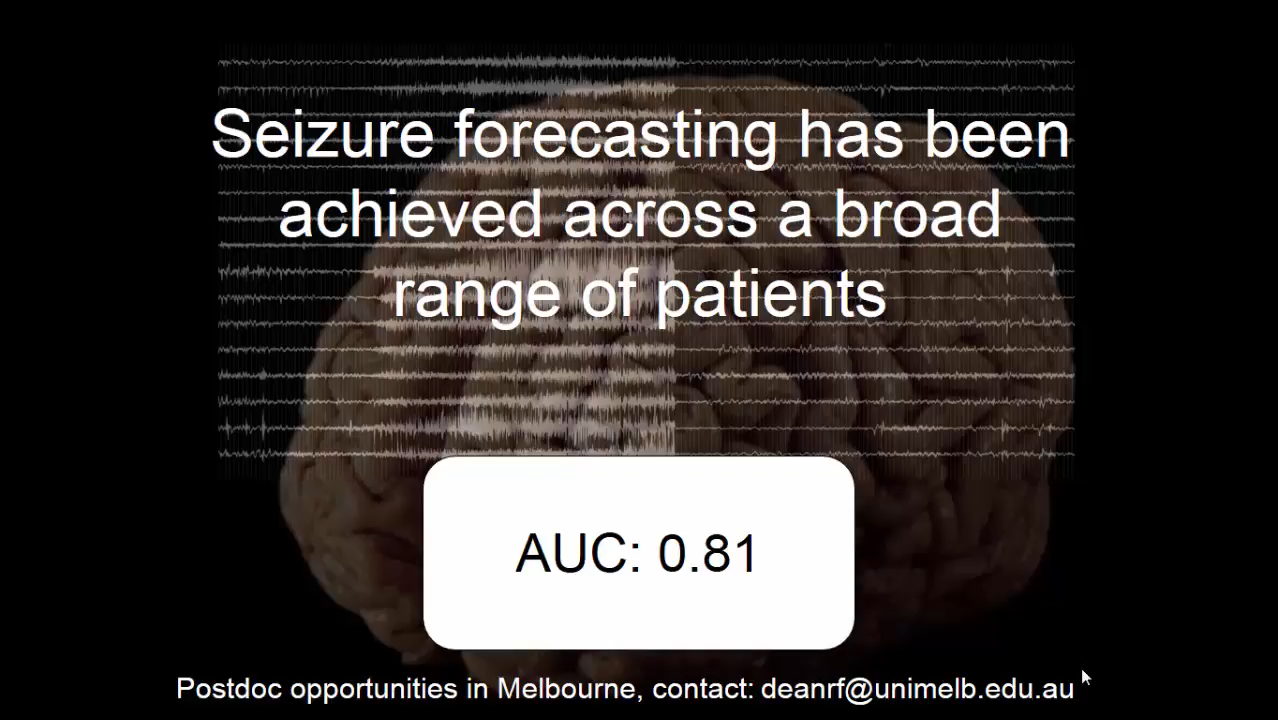 Seizure forecasting has been
achieved across a broad
range of patients
AUC: 0.81
Postdoc opportunities in Melbourne, contact: deanrf@unimelb.edu.au